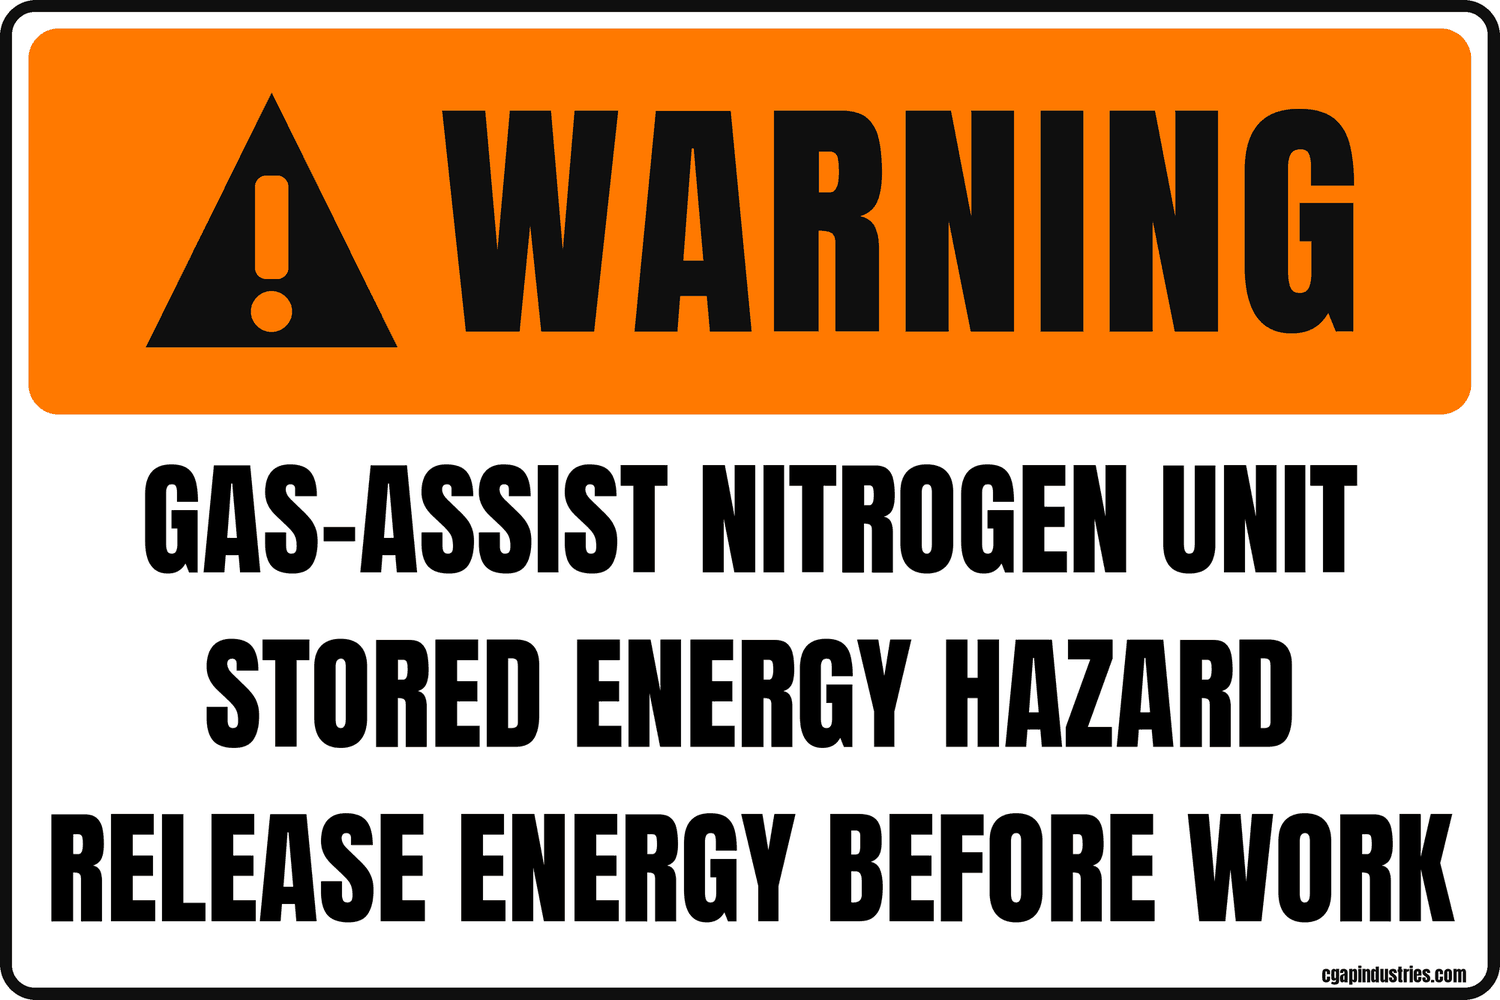 WARNING
GAS-ASSIST NITROGEN UNIT
STORED ENERGY HAZARD
RELEASE ENERGY BEFORE WORK
cgapindustries.com